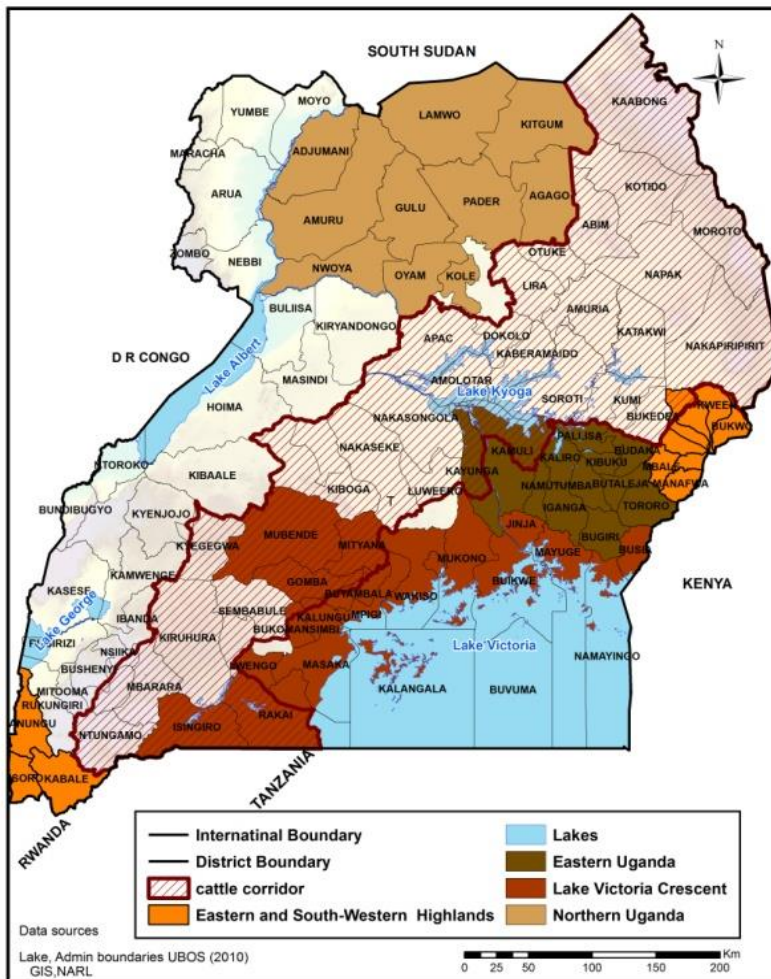 SOUTH SUDAN
N
KAABONG
MOYO
YUMBE
LAMWO
KITGUM
MARACHA
ADJUMANI
KOTIDO
ARUA
AGAGO
GULU
PADER
AMURU
ABIM
MOROTO
ZOMBO
NEBBI
OTUKE
NWOYA
OYAM
KOLE
LIRA
NAPAK
BULIISA
AMURIA
KIRYANDONGO
APAC
DOKOLO
KATAKWI
NAKAPIRIPIRIT
D R CONGO
Lake Albert
KABERAMAIDO
MASINDI
AMOLOTAR
Lake Kyoga
SOROTI
KUMI
HOIMA
NAKASONGOLA
BUKEDEA
KWEEN
BUKWO
NAKASEKE
KAMULI
PALLISA
NTOROKO
KIBAALE
KAYUNGA
KALIRO
BUDAKA
KIBUKU
MBALE
KIBOGA
T
LUWEERO
NAMUTUMBA
BUTALEJA
MANAFWA
BUNDIBUGYO
KYENJOJO
IGANGA
TORORO
KYEGEGWA
MUBENDE
MITYANA
JINJA
BUGIRI
MUKONO
MAYUGE
BUSIA
KASESE
KAMWENGE
GOMBA
BUTAMBALA
WAKISO
BUIKWE
KENYA
Lake George
IBANDA
SEMBABULE
KALUNGU
MPIGI
KIRUHURA
BUKOMANSIMBI
Lake Victoria
NSIIKA
NAMAYINGO
BUSHENYI
LWENGO
MASAKA
MITOOMA
MBARARA
KALANGALA
BUVUMA
RUKUNGIRI
ANUNGU
NTUNGAMO
ISINGIRO
RAKAI
SORO
KABALE
TANZANIA
RWANDA
Internatinal Boundary
Lakes
District Boundary
Eastern Uganda
cattle corridor
Lake Victoria Crescent
Eastern and South-Western Highlands
Northern Uganda
Data sources
Lake, Admin boundaries UBOS (2010)
GIS,NARL
Km
0 25 50 100 150 200